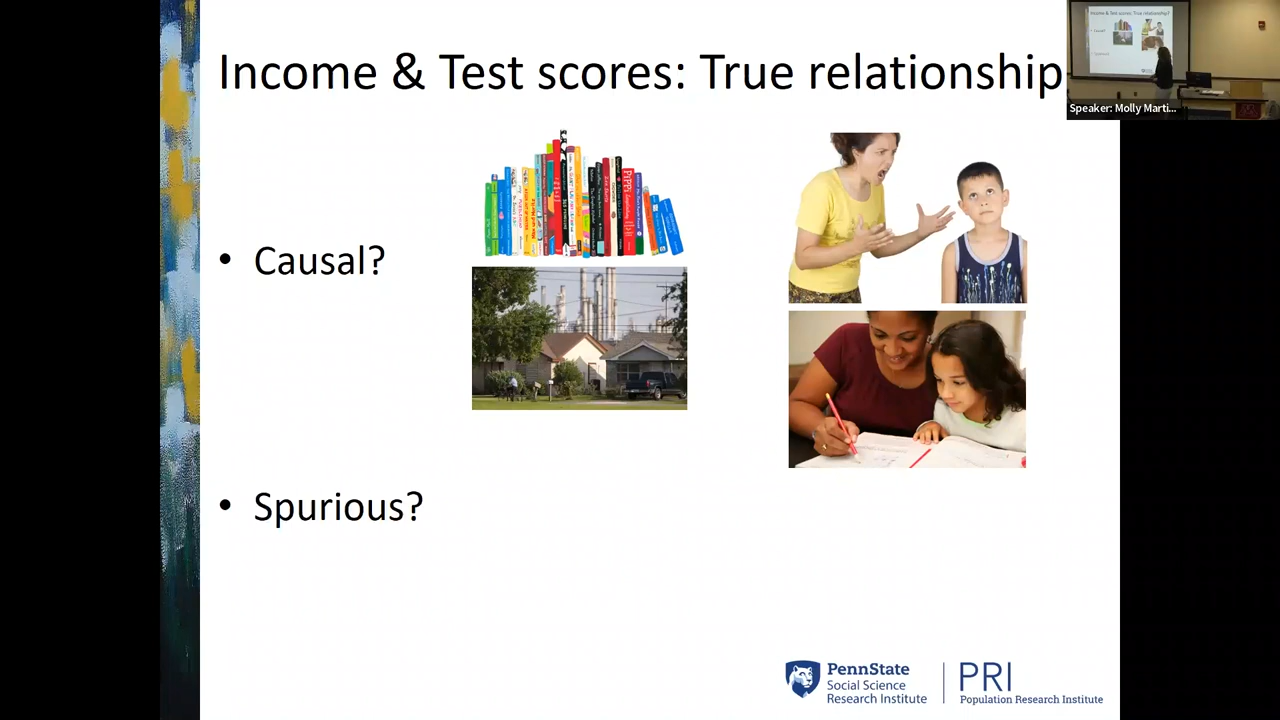 Income & Test scores: True relationship
Speaker: Molly Marti...
• Causal?
PIPPI
• Spurious?
PennState
Social Science
Research Institute
PRI
Population Research Institute